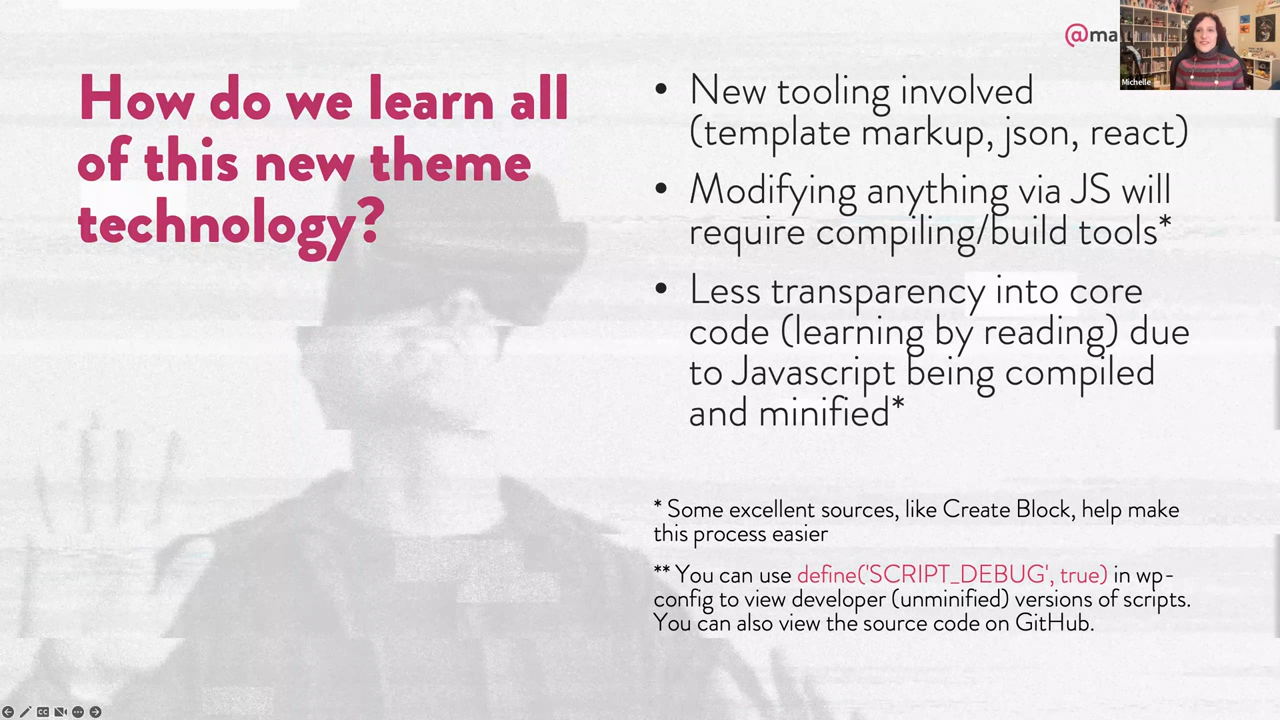 How do we learn all
of this new theme
technology?
@ma
Michelle
• New tooling involved
(template markup, json, react)
• Modifying anything via JS will
require compiling/build tools*
• Less transparency into core
code (learning by reading) due
to Javascript being compiled
and minified*
* Some excellent sources, like Create Block, help make
this process easier
** You can use define('SCRIPT_DEBUG', true) in wp-
config to view developer (unminified) versions of scripts.
You can also view the source code on GitHub.